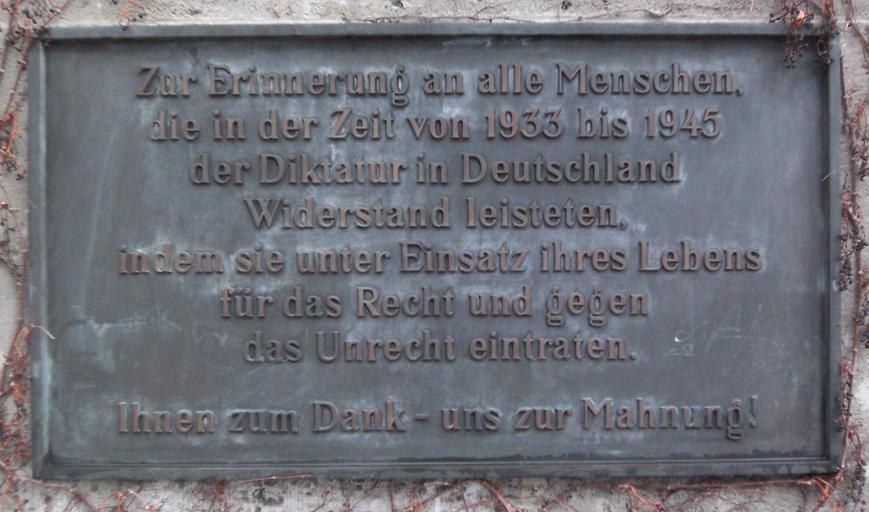 Zur Erinnerung an alle Menschen,
die in der Zeit von 1933 bis 1945
der Diktatur in Deutschland
Widerstand leisteten,
indem sie unter Einsatz ihres Lebens
für das Recht und gegen
das Unrecht eintraten.
Ihnen zum Dank - uns zur Mahnung!